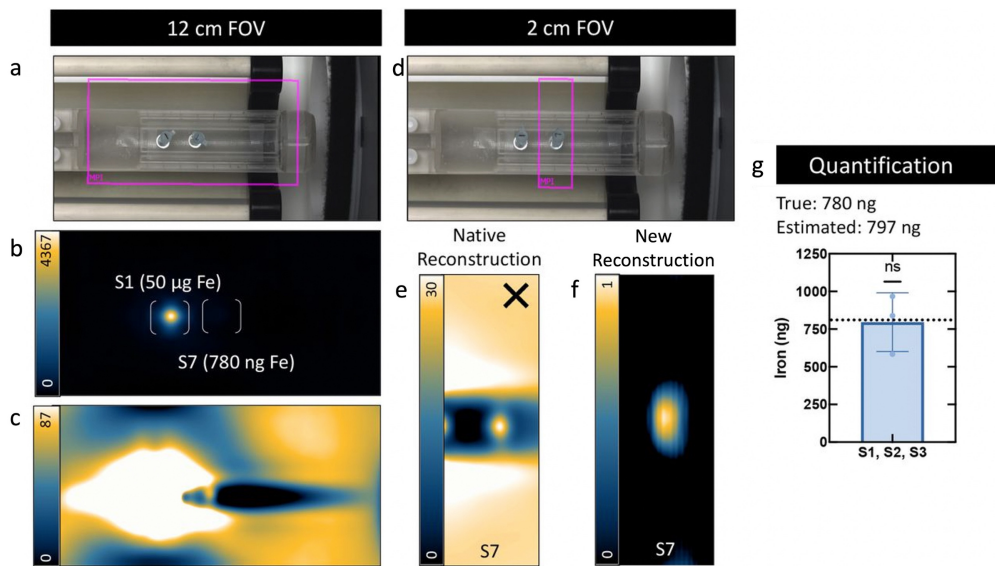 12 cm FOV
2 cm FOV
a
d
MP1
MP1
g
Quantification
True: 780 ng
Estimated: 797 ng
b
4367
0
S1 (50 µg Fe)
S7 (780 ng Fe)
c
87
0
Native
Reconstruction
e
30
0
S7
New
Reconstruction
f
1
0
S7
Iron (ng)
1250
1000
750
500
250
0
ns
S1, S2, S3